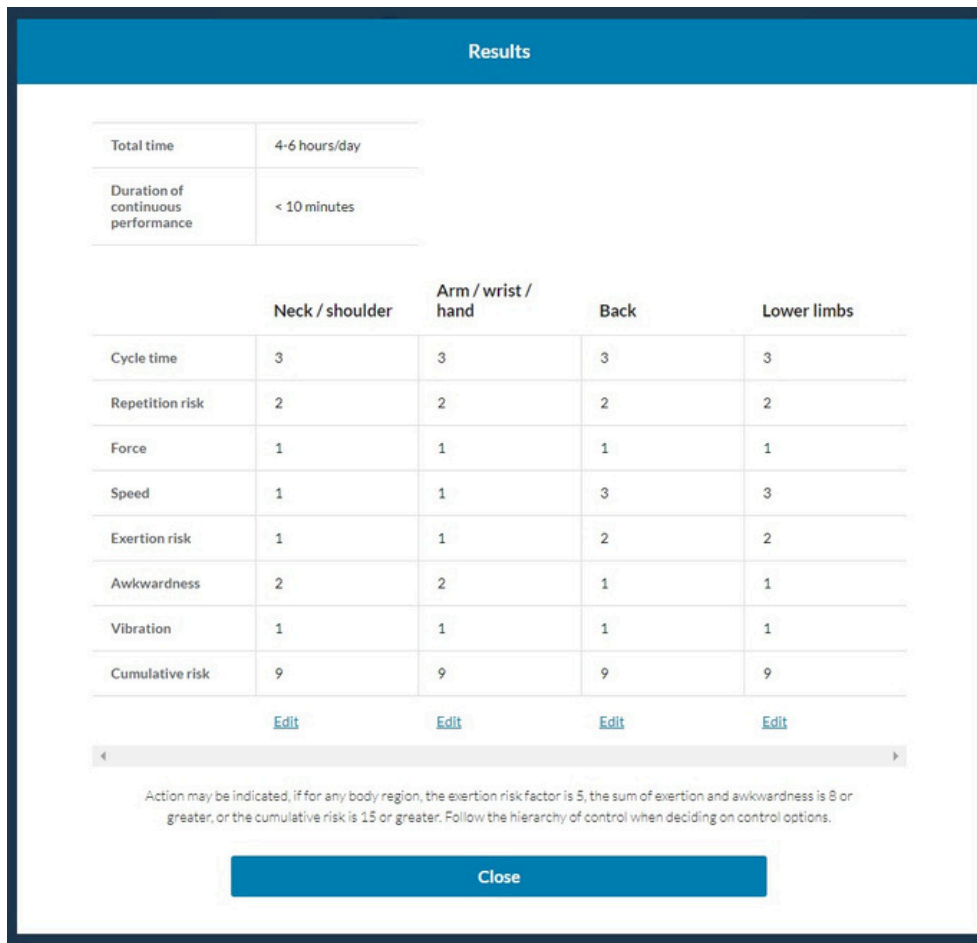 Results
Total time 4-6 hours/day
Duration of
continuous
performance
< 10 minutes
Neck / shoulder
Arm / wrist /
hand
Back
Lower limbs
Cycle time 3 3 3 3
Repetition risk 2 2 2 2
Force 1 1 1 1
Speed 1 1 3 3
Exertion risk 1 1 2 2
Awkwardness 2 2 1 1
Vibration 1 1 1 1
Cumulative risk 9 9 9 9
Edit Edit Edit Edit
Action may be indicated, if for any body region, the exertion risk factor is 5, the sum of exertion and awkwardness is 8 or
greater, or the cumulative risk is 15 or greater. Follow the hierarchy of control when deciding on control options.
Close